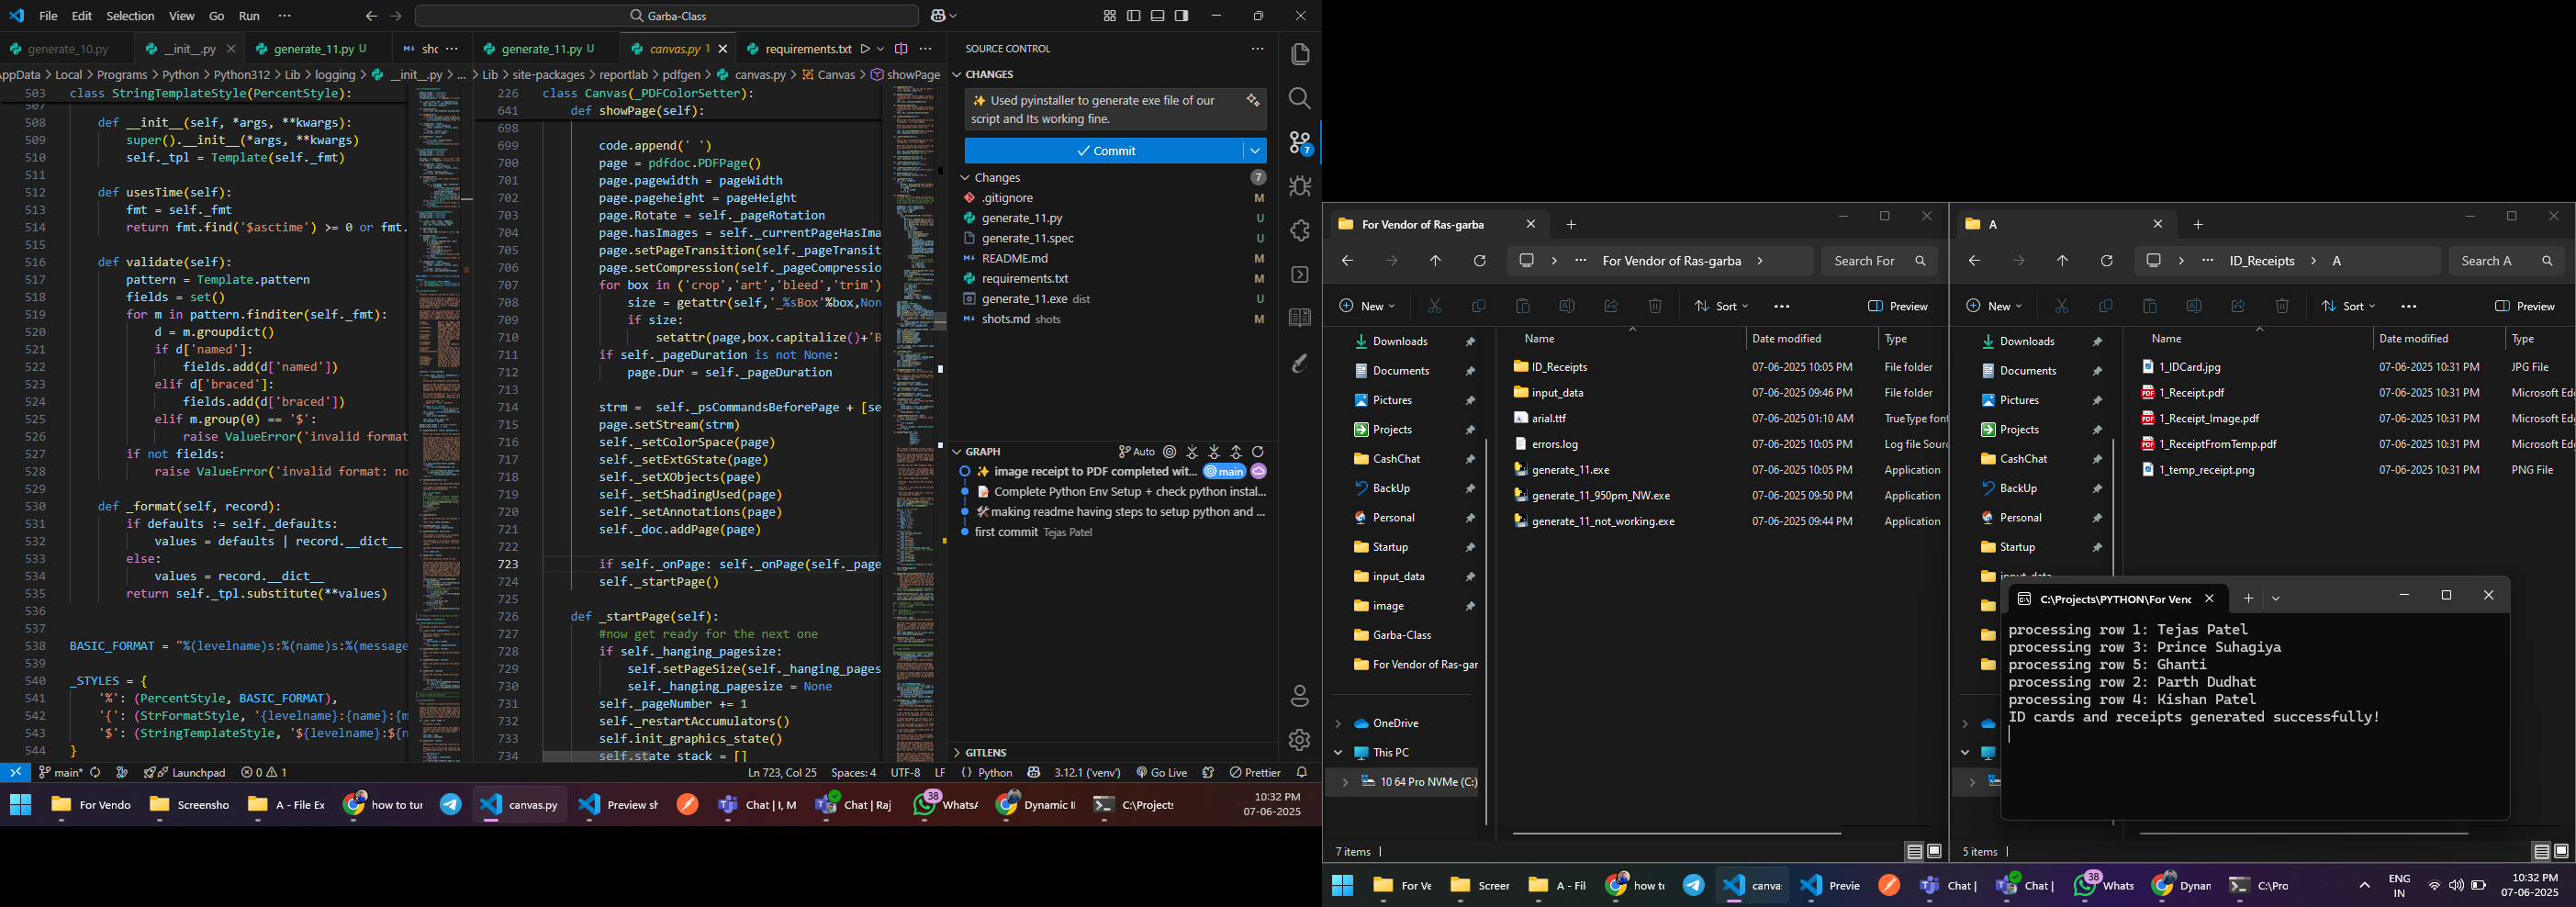 File Edit Selection View Go Run ···
Garba-Class
generate_10.py
__init__.py
generate_11.py U
sho ···
ppData > Local > Programs > Python > Python312 > Lib > logging > __init__.py > ...
503 class StringTemplateStyle(PercentStyle):
507
508 def __init__(self, *args, **kwargs):
509 super().__init__(*args, **kwargs)
510 self._tpl = Template(self._fmt)
511
512 def usesTime(self):
513 fmt = self._fmt
514 return fmt.find('$asctime') >= 0 or fmt.
515
516 def validate(self):
517 pattern = Template.pattern
518 fields = set()
519 for m in pattern.finditer(self._fmt):
520 d = m.groupdict()
521 if d['named']:
522 fields.add(d['named'])
523 elif d['braced']:
524 fields.add(d['braced'])
525 elif m.group(0) == '$':
526 raise ValueError('invalid format
527 if not fields:
528 raise ValueError('invalid format: no
529
530 def _format(self, record):
531 if defaults := self._defaults:
532 values = defaults | record.__dict__
533 else:
534 values = record.__dict__
535 return self._tpl.substitute(**values)
536
537
538 BASIC_FORMAT = "%(levelname)s:%(name)s:%(message
539
540 _STYLES = {
541 '%': (PercentStyle, BASIC_FORMAT),
542 '{': (StrFormatStyle, '{levelname}:{name}:{m
543 '$': (StringTemplateStyle, '${levelname}:${n
544 }
generate_11.py U
canvas.py 1
requirements.txt
> Lib > site-packages > reportlab > pdfgen > canvas.py > Canvas > showPage
226 class Canvas(_PDFColorSetter):
641 def showPage(self):
698
699 code.append(' ')
700 page = pdfdoc.PDFPage()
701 page.pagewidth = pageWidth
702 page.pageheight = pageHeight
703 page.Rotate = self._pageRotation
704 page.hasImages = self._currentPageHasIma
705 page.setPageTransition(self._pageTransit
706 page.setCompression(self._pageCompressio
707 for box in ('crop','art','bleed','trim')
708 size = getattr(self,'_%sBox'%box,Non
709 if size:
710 setattr(page,box.capitalize()+'B
711 if self._pageDuration is not None:
712 page.Dur = self._pageDuration
713
714 strm = self._psCommandsBeforePage + [se
715 page.setStream(strm)
716 self._setColorSpace(page)
717 self._setExtGState(page)
718 self._setXObjects(page)
719 self._setShadingUsed(page)
720 self._setAnnotations(page)
721 self._doc.addPage(page)
722
723 if self._onPage: self._onPage(self._page
724 self._startPage()
725
726 def _startPage(self):
727 #now get ready for the next one
728 if self._hanging_pagesize:
729 self.setPageSize(self._hanging_pages
730 self._hanging_pagesize = None
731 self._pageNumber += 1
732 self._restartAccumulators()
733 self.init_graphics_state()
734 self.state_stack = []
SOURCE CONTROL ···
CHANGES
✨ Used pyinstaller to generate exe file of our
script and Its working fine.
Commit
Changes 7
.gitignore M
generate_11.py U
generate_11.spec U
README.md M
requirements.txt M
generate_11.exe dist U
shots.md shots M
GRAPH Auto
✨ image receipt to PDF completed wit... main
📝 Complete Python Env Setup + check python instal...
🛠 making readme having steps to setup python and ...
first commit Tejas Patel
GITLENS
7
main* Launchpad 0 1
Ln 723, Col 25 Spaces: 4 UTF-8 LF {} Python 3.12.1 ('venv') Go Live Prettier
For Vendo Screensho A - File Ex how to tur canvas.py Preview sh Chat | I, M Chat | Raj 38 WhatsA Dynamic I C:\Project: 10:32 PM
07-06-2025
For Vendor of Ras-garba
··· For Vendor of Ras-garba > Search For
New Sort ··· Preview
Downloads
Documents
Pictures
Projects
CashChat
BackUp
Personal
Startup
input_data
image
Garba-Class
For Vendor of Ras-gar
OneDrive
This PC
10 64 Pro NVMe (C:)
Name Date modified Type
ID_Receipts 07-06-2025 10:05 PM File folder
input_data 07-06-2025 09:46 PM File folder
arial.ttf 07-06-2025 01:10 AM TrueType font
errors.log 07-06-2025 10:05 PM Log file Sourc
generate_11.exe 07-06-2025 10:05 PM Application
generate_11_950pm_NW.exe 07-06-2025 09:50 PM Application
generate_11_not_working.exe 07-06-2025 09:44 PM Application
7 items
A
··· ID_Receipts > A Search A
New Sort ··· Preview
Downloads
Documents
Pictures
Projects
CashChat
BackUp
Personal
Startup
Name Date modified Type
1_IDCard.jpg 07-06-2025 10:31 PM JPG File
1_Receipt.pdf 07-06-2025 10:31 PM Microsoft Ed
1_Receipt_Image.pdf 07-06-2025 10:31 PM Microsoft Ed
1_ReceiptFromTemp.pdf 07-06-2025 10:31 PM Microsoft Ed
1_temp_receipt.png 07-06-2025 10:31 PM PNG File
C:\Projects\PYTHON\For Venc
processing row 1: Tejas Patel
processing row 3: Prince Suhagiya
processing row 5: Ghanti
processing row 2: Parth Dudhat
processing row 4: Kishan Patel
ID cards and receipts generated successfully!
5 items
For Ve Screer A - Fil how to canva Previe Chat | Chat | 38 Whats Dynan C:\Pro ENG
IN
10:32 PM
07-06-2025